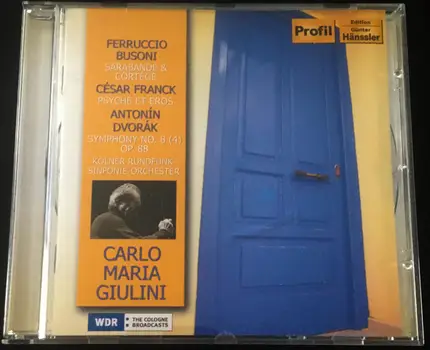 FERRUCCIO
BUSONI
SARABANDE &
CORTEGE
CÉSAR FRANCK
PSYCHE ET EROS
ANTONÍN
DVORÁK
SYMPHONY NO. 8 (4)
OP. 88
KÖLNER RUNDFUNK
SINFONIE-ORCHESTER
CARLO
MARIA
GIULINI
WDR THE COLOGNE
BROADCASTS
Profil
Edition
Günter
Hänssler